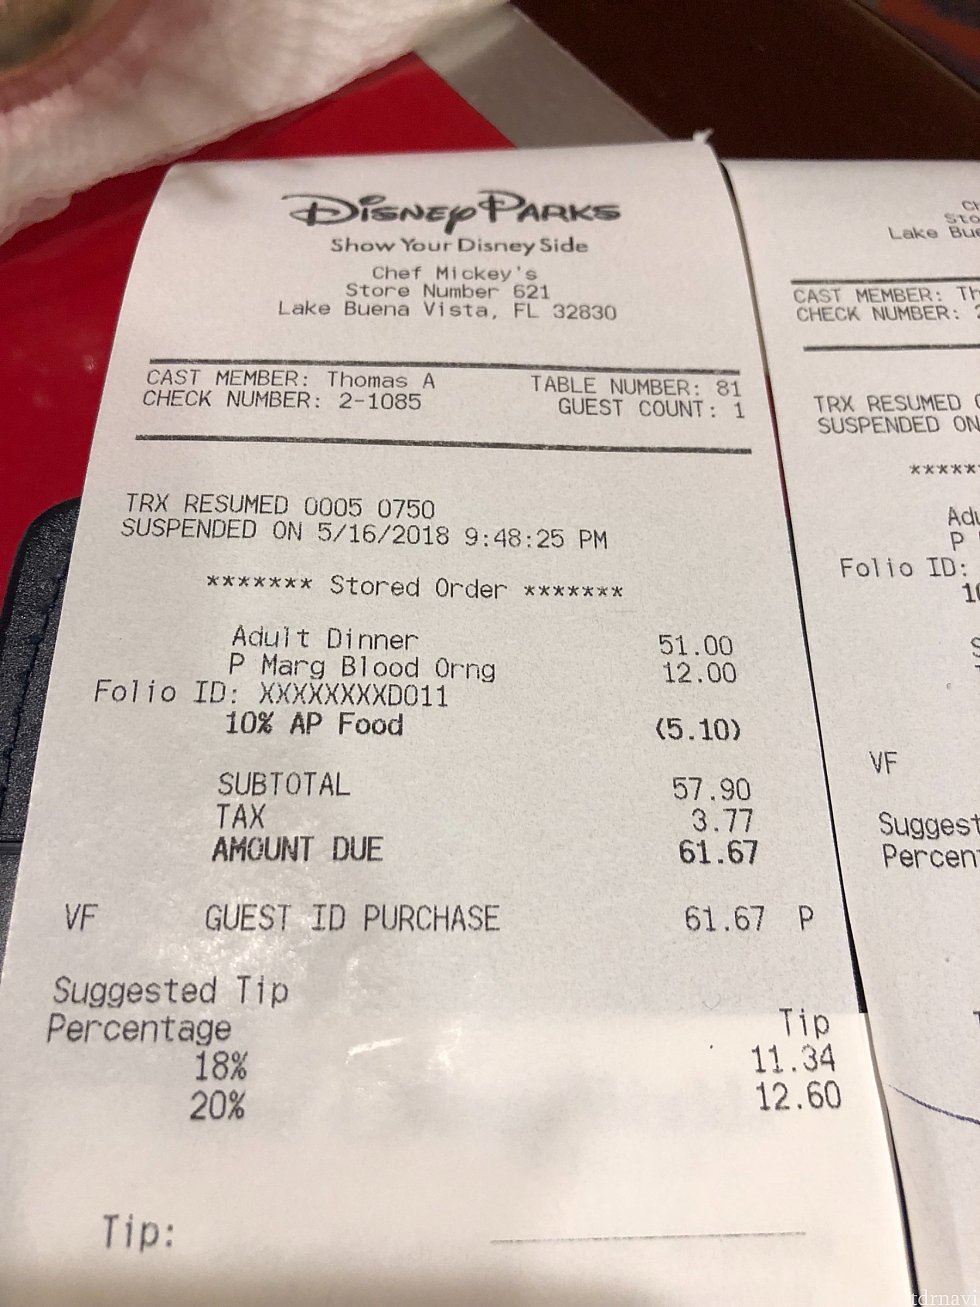 Disney Parks
Show Your Disney Side
Chef Mickey's
Store Number 621
Lake Buena Vista, FL 32830
CAST MEMBER: Thomas A TABLE NUMBER: 81
CHECK NUMBER: 2-1085 GUEST COUNT: 1
TRX RESUMED 0005 0750
SUSPENDED ON 5/16/2018 9:48:25 PM
******* Stored Order *******
Adult Dinner 51.00
P Marg Blood Orng 12.00
Folio ID: XXXXXXXXD011
10% AP Food (5.10)
SUBTOTAL 57.90
TAX 3.77
AMOUNT DUE 61.67
VF GUEST ID PURCHASE 61.67 P
Suggested Tip
Percentage Tip
18% 11.34
20% 12.60
Tip:
Lake
CAST MEMBER:
CHECK NUMBER:
TRX RESUMED
SUSPENDED ON
Folio ID:
VF
tdrnavi